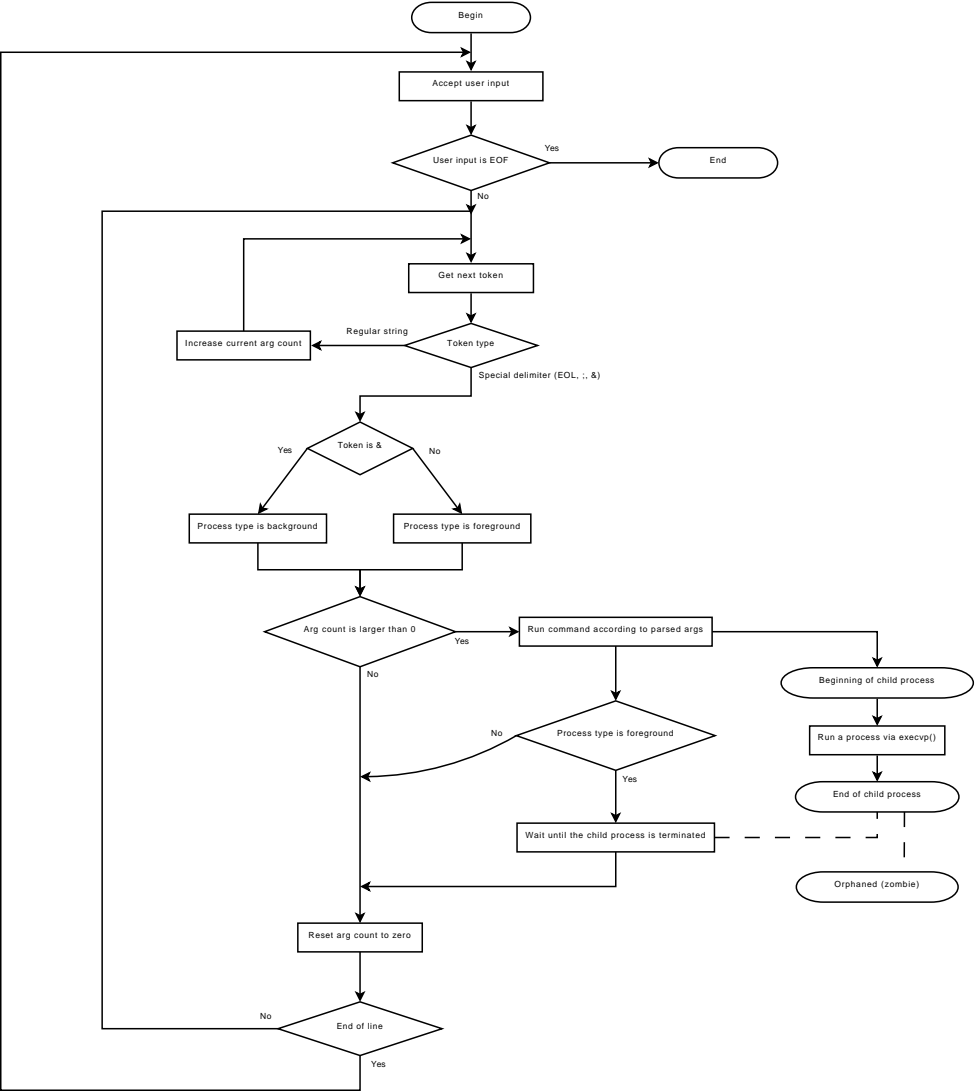 Begin
Accept user input
User input is EOF
Yes
End
No
Get next token
Token type
Regular string
Increase current arg count
Special delimiter (EOL, ;, &)
Token is &
Yes
No
Process type is background
Process type is foreground
Arg count is larger than 0
Yes
Run command according to parsed args
No
Beginning of child process
Process type is foreground
No
Run a process via execvp()
Yes
End of child process
Wait until the child process is terminated
Orphaned (zombie)
Reset arg count to zero
No
End of line
Yes